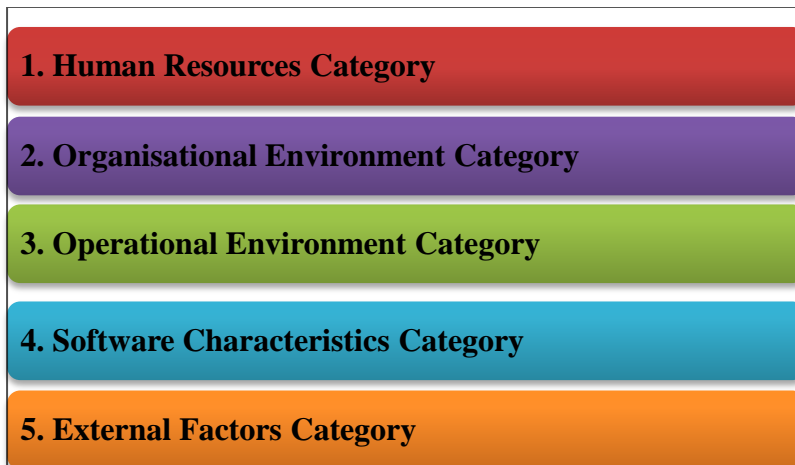 1. Human Resources Category
2. Organisational Environment Category
3. Operational Environment Category
4. Software Characteristics Category
5. External Factors Category